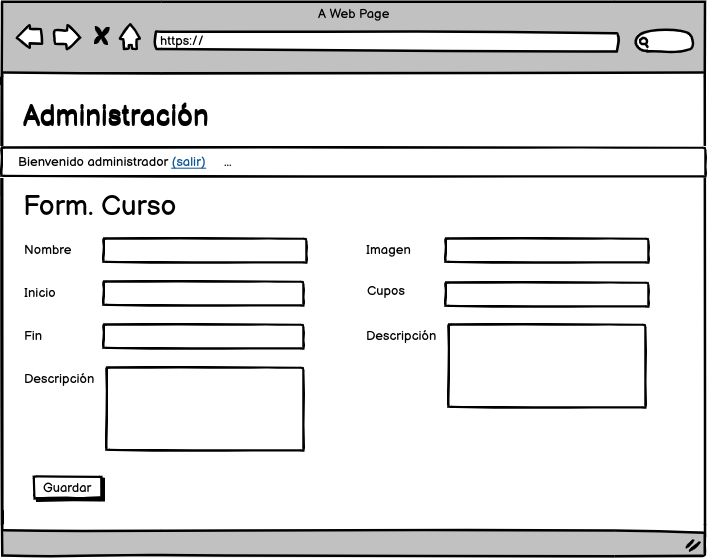 A Web Page
https://
Administración
Bienvenido administrador (salir) ...
Form. Curso
Nombre
Imagen
Inicio
Cupos
Fin
Descripción
Descripción
Guardar